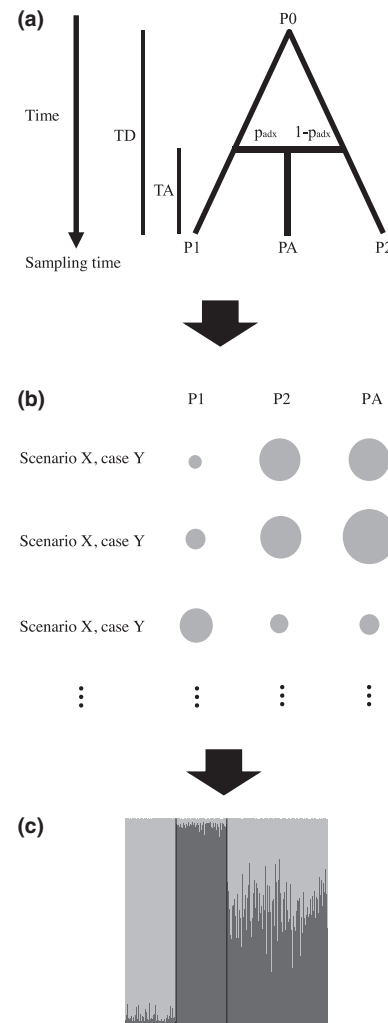 (a)
P0
Time
TD
padx
1-padx
TA
P1
PA
P2
Sampling time
(b)
P1
P2
PA
Scenario X, case Y
Scenario X, case Y
Scenario X, case Y
(c)